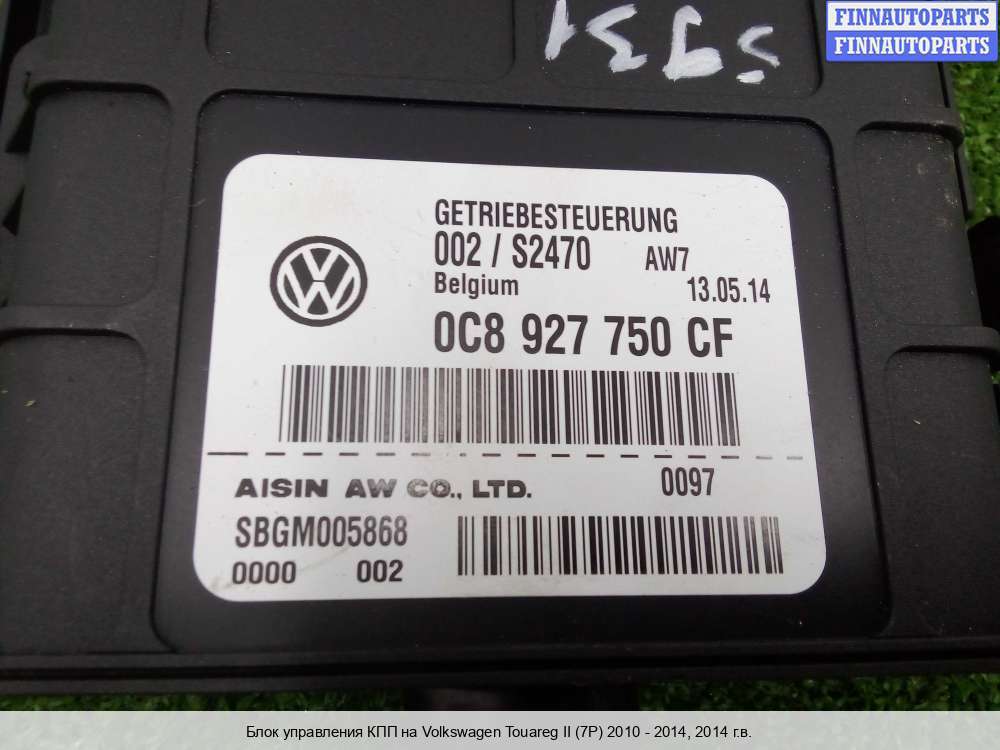 FINNAUTOPARTS
FINNAUTOPARTS
GETRIEBESTEUERUNG
002 / S2470 AW7
Belgium 13.05.14
0C8 927 750 CF
AISIN AW CO., LTD. 0097
SBGM005868
0000 002
Блок управления КПП на Volkswagen Touareg II (7P) 2010 - 2014, 2014 г.в.